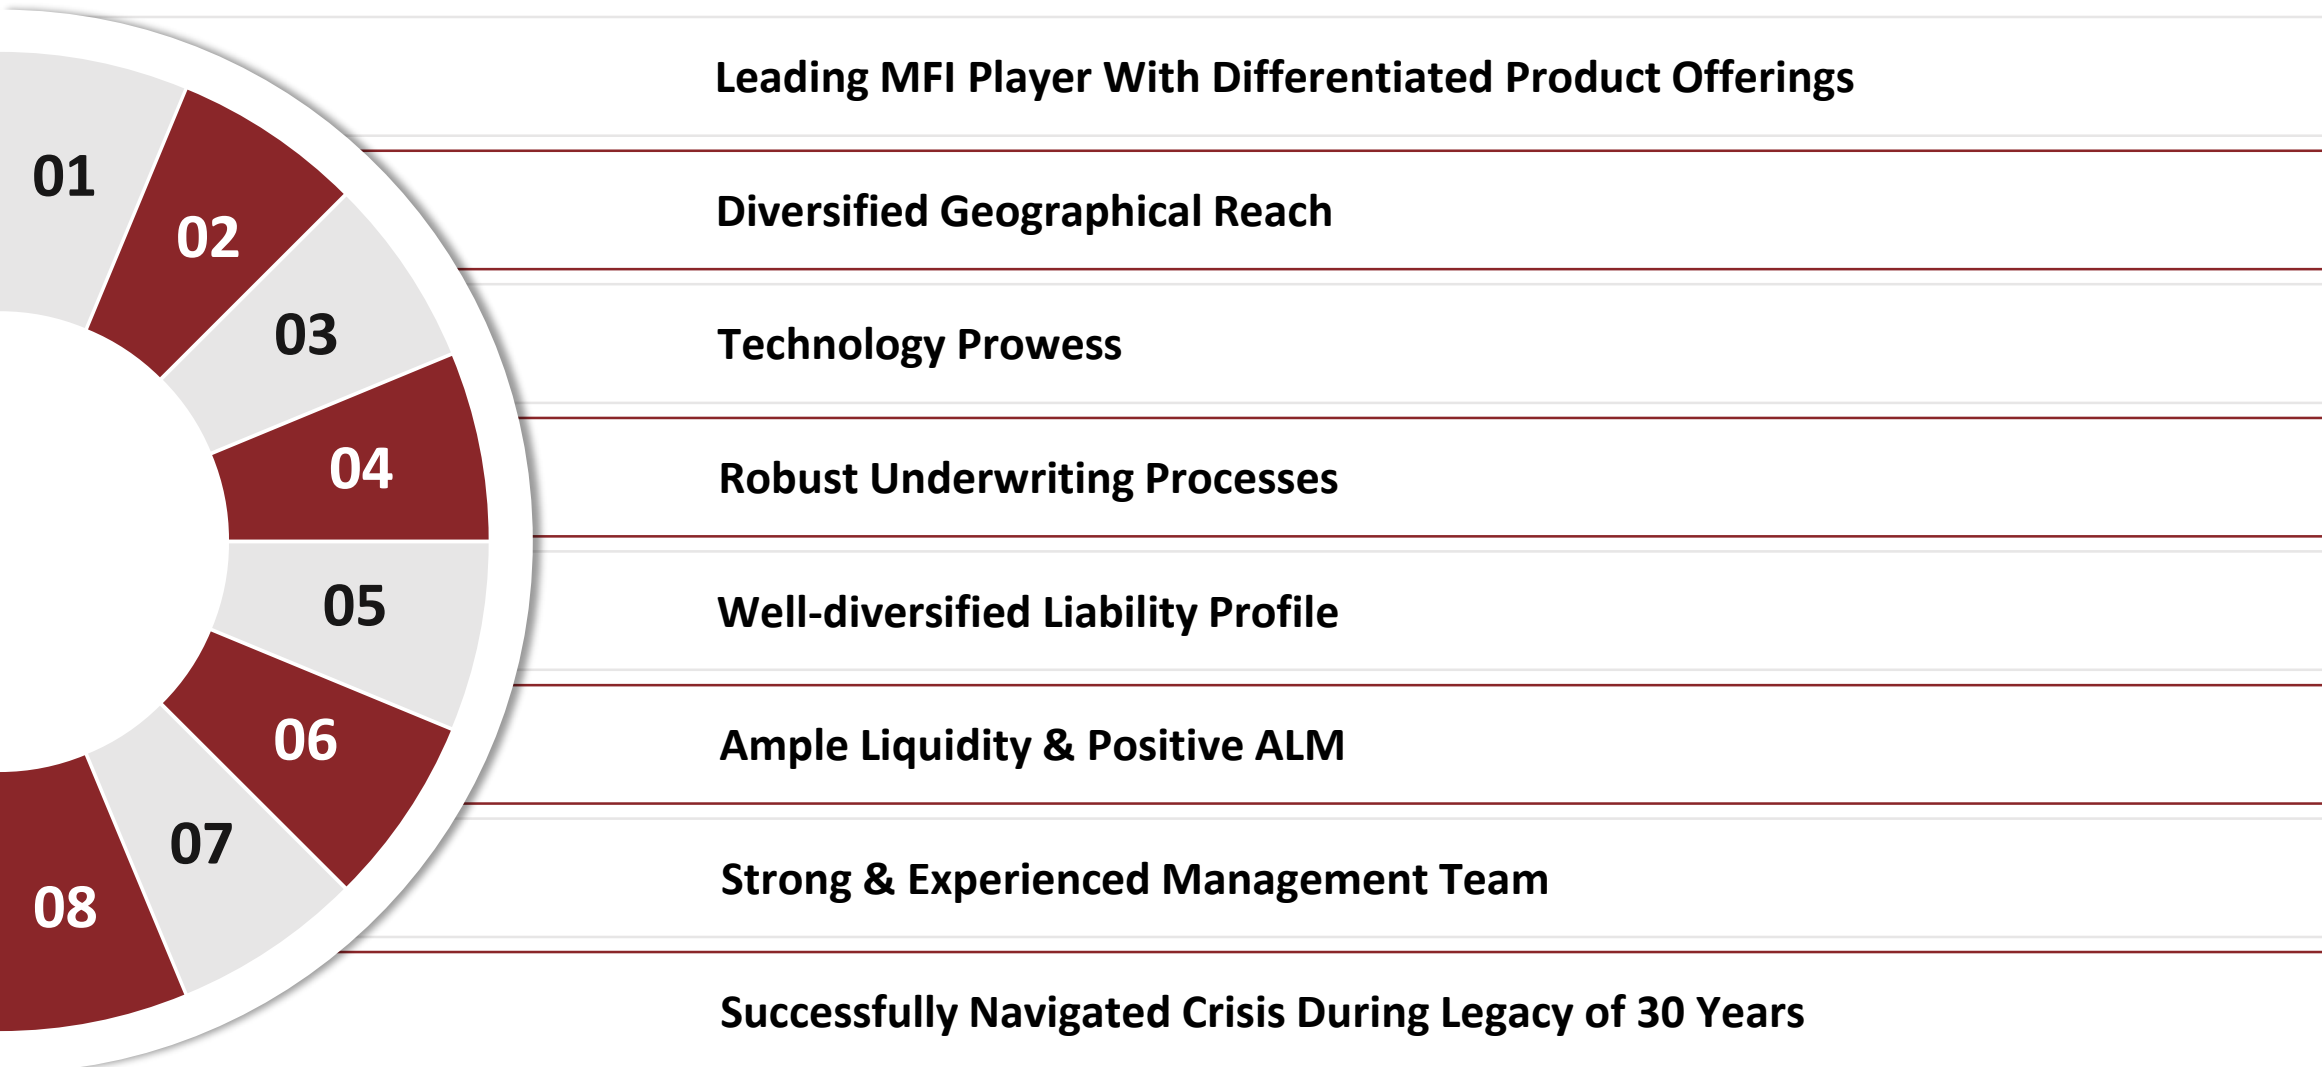 01
Leading MFI Player With Differentiated Product Offerings
02
Diversified Geographical Reach
03
Technology Prowess
04
Robust Underwriting Processes
05
Well-diversified Liability Profile
06
Ample Liquidity & Positive ALM
07
Strong & Experienced Management Team
08
Successfully Navigated Crisis During Legacy of 30 Years